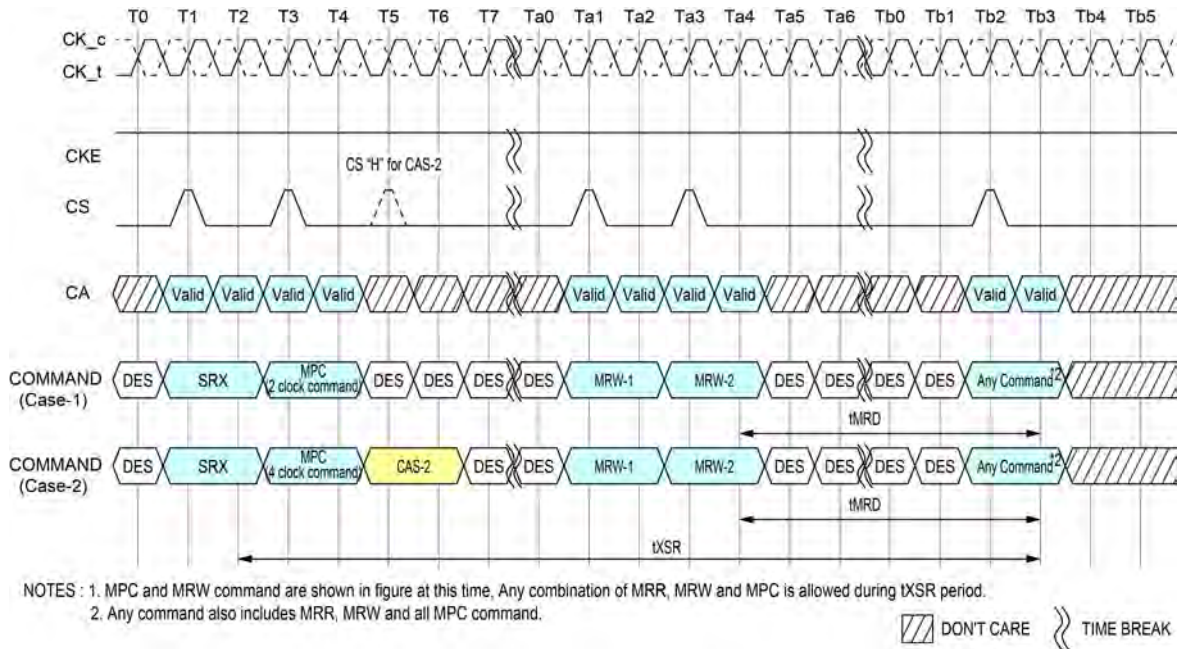 T0 T1 T2 T3 T4 T5 T6 T7 Ta0 Ta1 Ta2 Ta3 Ta4 Ta5 Ta6 Tb0 Tb1 Tb2 Tb3 Tb4 Tb5
CK_c
CK_t
CKE
CS "H" for CAS-2
CS
CA Valid Valid Valid Valid Valid Valid Valid Valid Valid Valid
COMMAND (Case-1) DES SRX MPC (2 clock command) DES DES DES DES MRW-1 MRW-2 DES DES DES DES Any Command*2
tMRD
COMMAND (Case-2) DES SRX MPC (4 clock command) CAS-2 DES DES MRW-1 MRW-2 DES DES DES DES Any Command*2
tMRD
tXSR
NOTES : 1. MPC and MRW command are shown in figure at this time, Any combination of MRR, MRW and MPC is allowed during tXSR period.
2. Any command also includes MRR, MRW and all MPC command.
DON'T CARE TIME BREAK